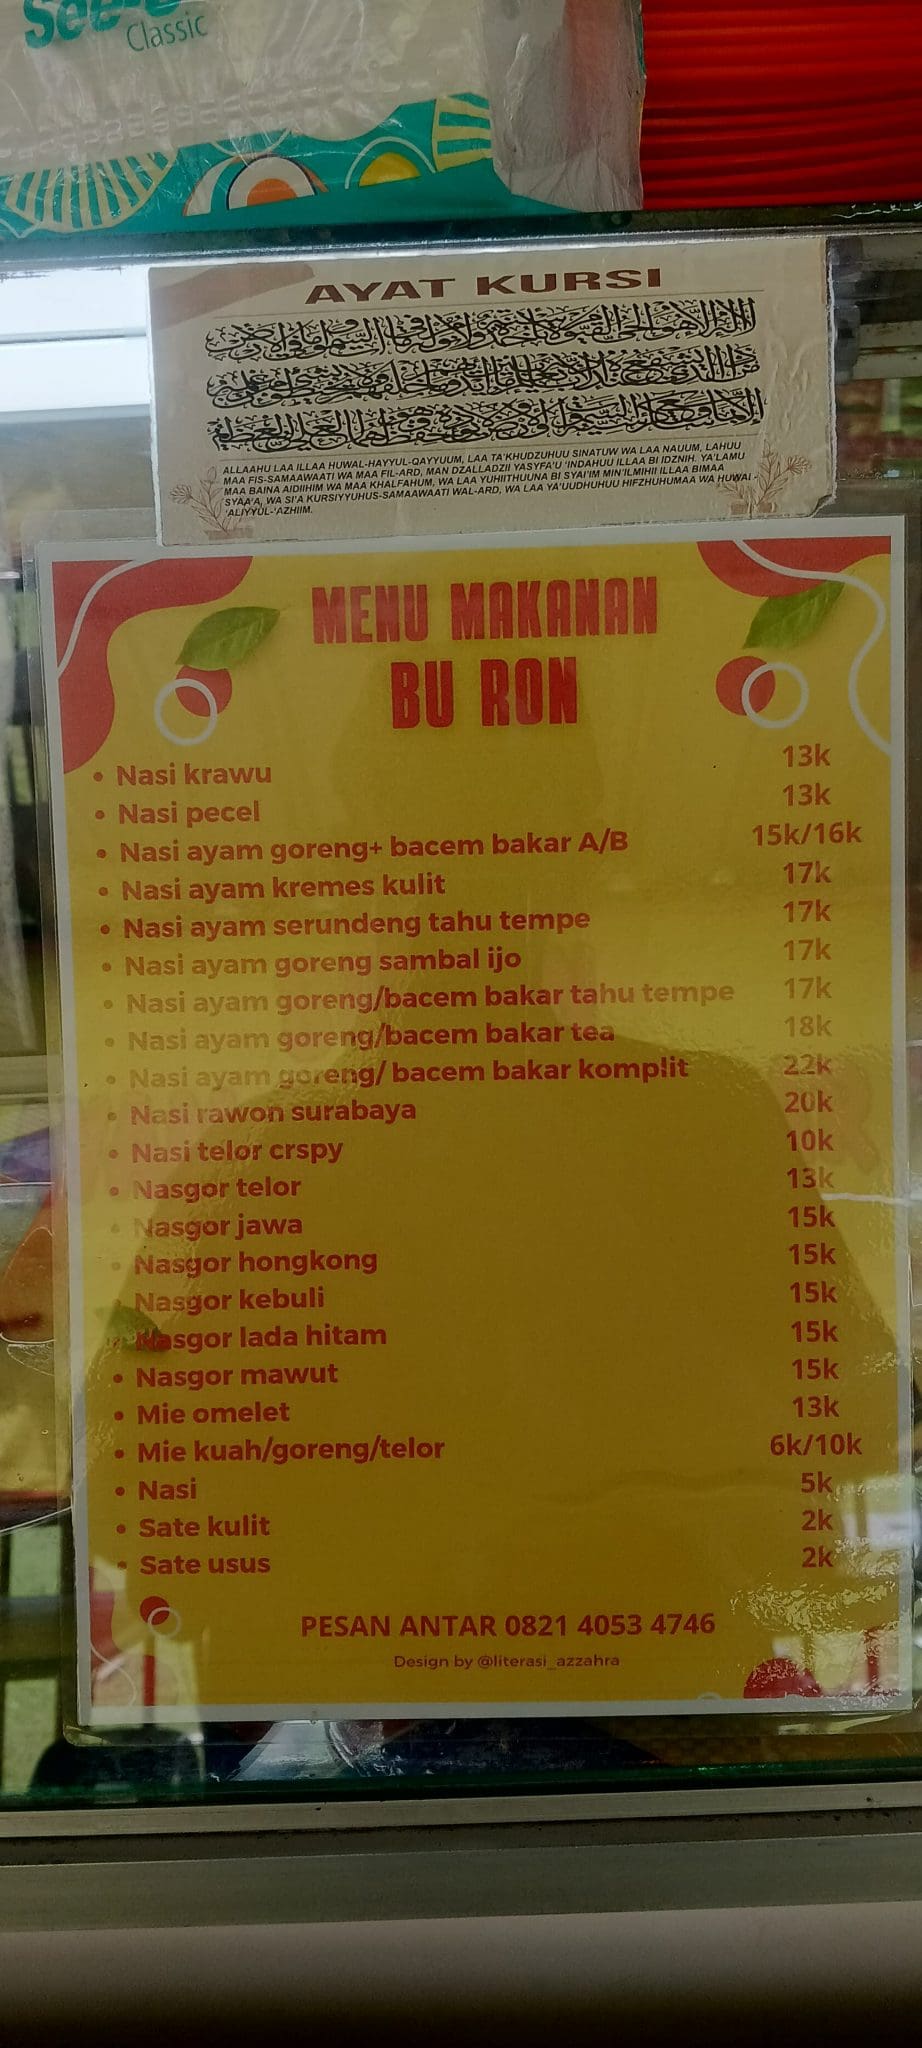 Classic
AYAT KURSI
ALLAAHU LAA ILLAA HUWAL-HAYYUL-QAYYUUM, LAA TA'KHUDZUHUU SINATUW WA LAA NAUUM, LAHUU
MAA FIS-SAMAAWAATI WA MAA FIL-ARD, MAN DZALLADZII YASYFA'U 'INDAHUU ILLAA BI IDZNIH. YA'LAMU
MAA BAINA AIDIIHIM WA MAA KHALFAHUM, WA LAA YUHIITHUUNA BI SYAI'IM MIN'ILMIHII ILLAA BIMAA
SYAA'A, WA SI'A KURSIYYUHUS-SAMAAWAATI WAL-ARD, WA LAA YA'UUDHUHUU HIFZHUHUMAA WA HUWAL -
'ALIYYUL-'AZHIIM.
MENU MAKANAN
BU RON
• Nasi krawu 13k
• Nasi pecel 13k
• Nasi ayam goreng+ bacem bakar A/B 15k/16k
• Nasi ayam kremes kulit 17k
• Nasi ayam serundeng tahu tempe 17k
• Nasi ayam goreng sambal ijo 17k
• Nasi ayam goreng/bacem bakar tahu tempe 17k
• Nasi ayam goreng/bacem bakar tea 18k
• Nasi ayam goreng/ bacem bakar komplit 22k
• Nasi rawon surabaya 20k
• Nasi telor crspy 10k
• Nasgor telor 13k
• Nasgor jawa 15k
• Nasgor hongkong 15k
Nasgor kebuli 15k
• Nasgor lada hitam 15k
• Nasgor mawut 15k
• Mie omelet 13k
• Mie kuah/goreng/telor 6k/10k
• Nasi 5k
• Sate kulit 2k
• Sate usus 2k
PESAN ANTAR 0821 4053 4746
Design by @literasi_azzahra